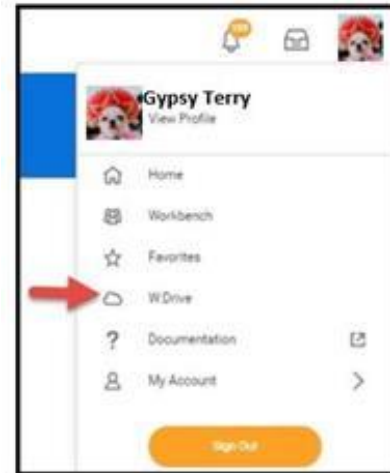 Gypsy Terry
View Profile
Home
Workbench
Favorites
W:Drive
Documentation
My Account
Sign Out